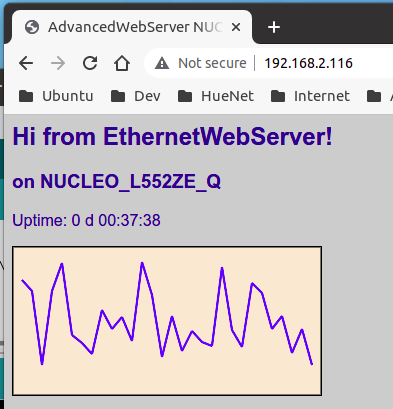 AdvancedWebServer NUC
Not secure
192.168.2.116
Ubuntu Dev HueNet Internet
Hi from EthernetWebServer!
on NUCLEO_L552ZE_Q
Uptime: 0 d 00:37:38